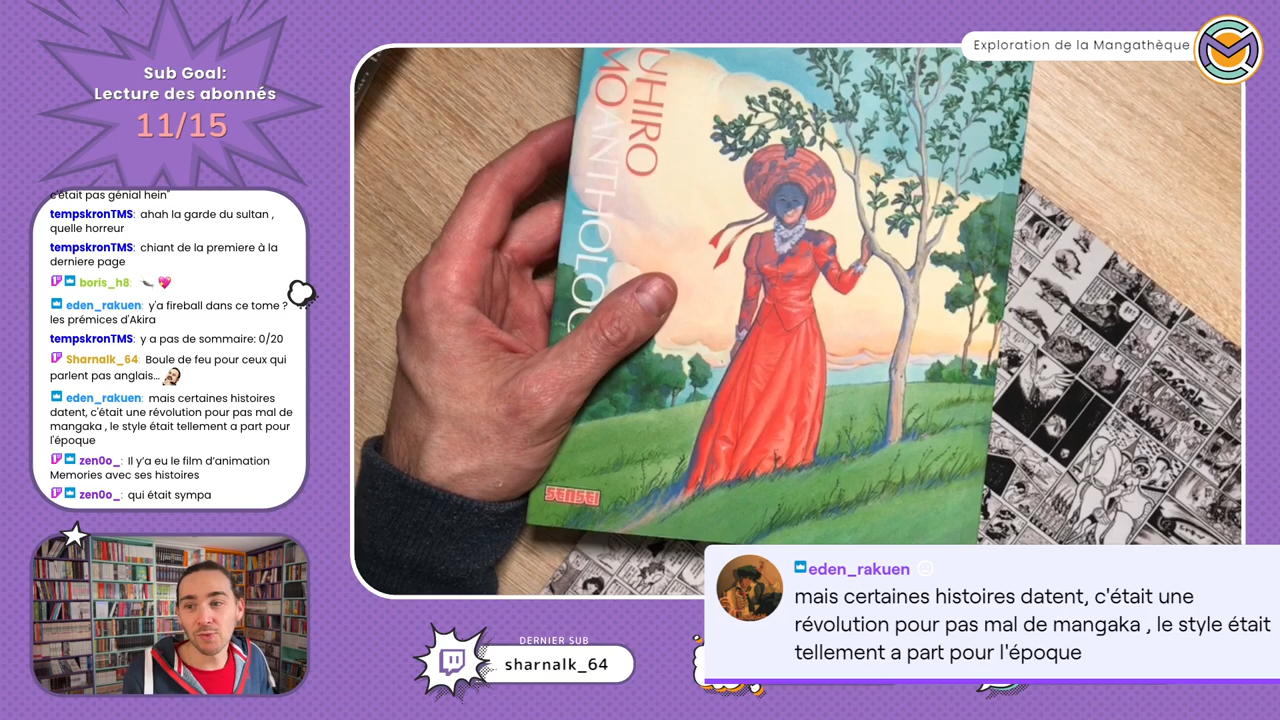 Sub Goal:
Lecture des abonnés
11/15
c'était pas génial hein"
tempskronTMS: ahah la garde du sultan ,
quelle horreur
tempskronTMS: chiant de la premiere à la
derniere page
boris_h8:
eden_rakuen: y'a fireball dans ce tome ?
les prémices d'Akira
tempskronTMS: y a pas de sommaire: 0/20
Sharnalk_64: Boule de feu pour ceux qui
parlent pas anglais...
eden_rakuen: mais certaines histoires
datent, c'était une révolution pour pas mal de
mangaka , le style était tellement a part pour
l'époque
zen0o_: Il y'a eu le film d'animation
Memories avec ses histoires
zen0o_: qui était sympa
Exploration de la Mangathèque
UHIRO
MO ANTHOLOG
SENSEI
DERNIER SUB
sharnalk_64
eden_rakuen
mais certaines histoires datent, c'était une
révolution pour pas mal de mangaka , le style était
tellement a part pour l'époque